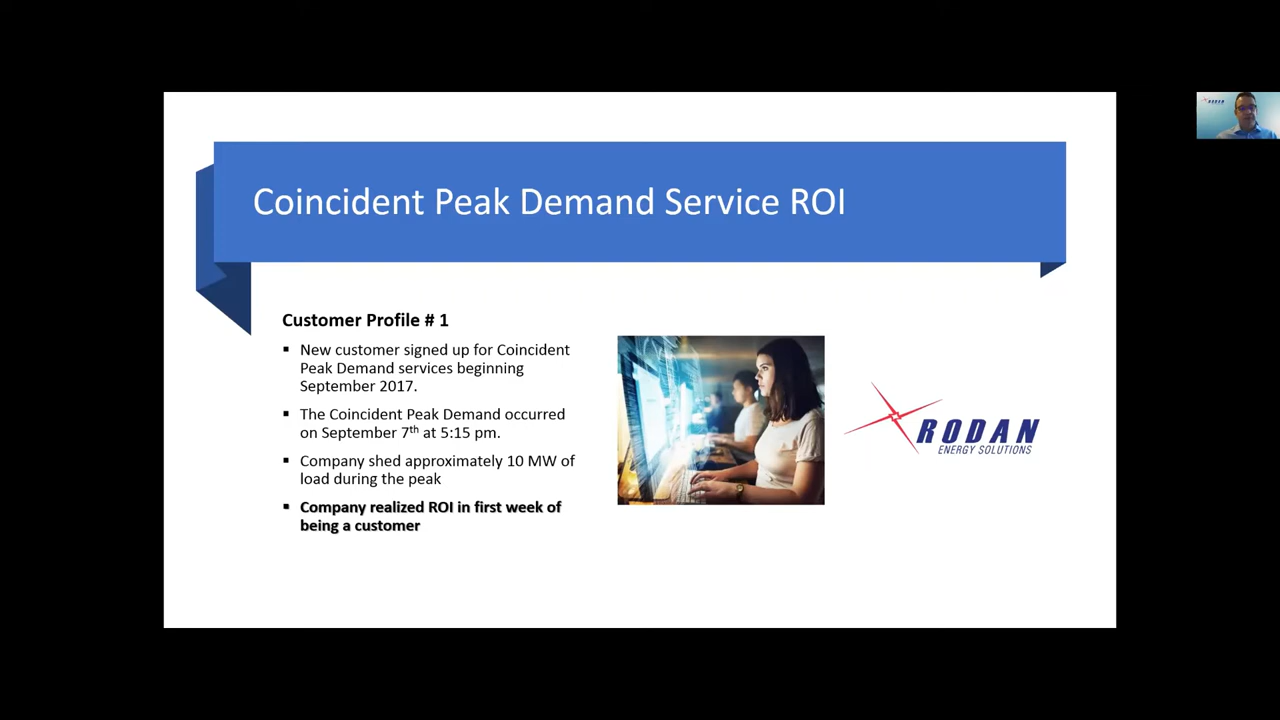 Coincident Peak Demand Service ROI
Customer Profile # 1
▪ New customer signed up for Coincident
Peak Demand services beginning
September 2017.
▪ The Coincident Peak Demand occurred
on September 7th at 5:15 pm.
▪ Company shed approximately 10 MW of
load during the peak
▪ Company realized ROI in first week of
being a customer
RODAN
ENERGY SOLUTIONS
RODAN